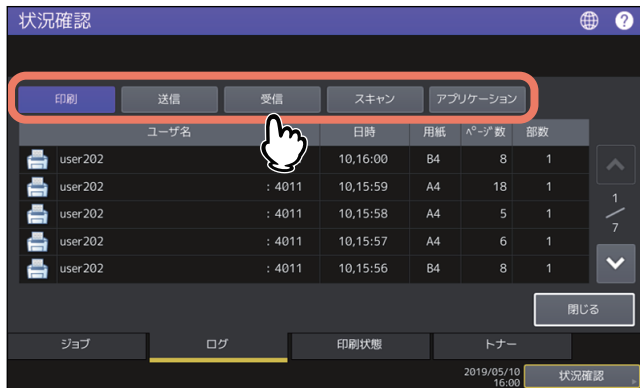 状況確認
印刷 送信 受信 スキャン アプリケーション
ユーザ名 日時 用紙 ページ数 部数
user202 10,16:00 B4 8 1
user202 : 4011 10,15:59 A4 18 1
user202 : 4011 10,15:58 A4 5 1
user202 : 4011 10,15:57 A4 6 1
user202 : 4011 10,15:56 B4 8 1
1
7
閉じる
ジョブ ログ 印刷状態 トナー
2019/05/10
16:00
状況確認